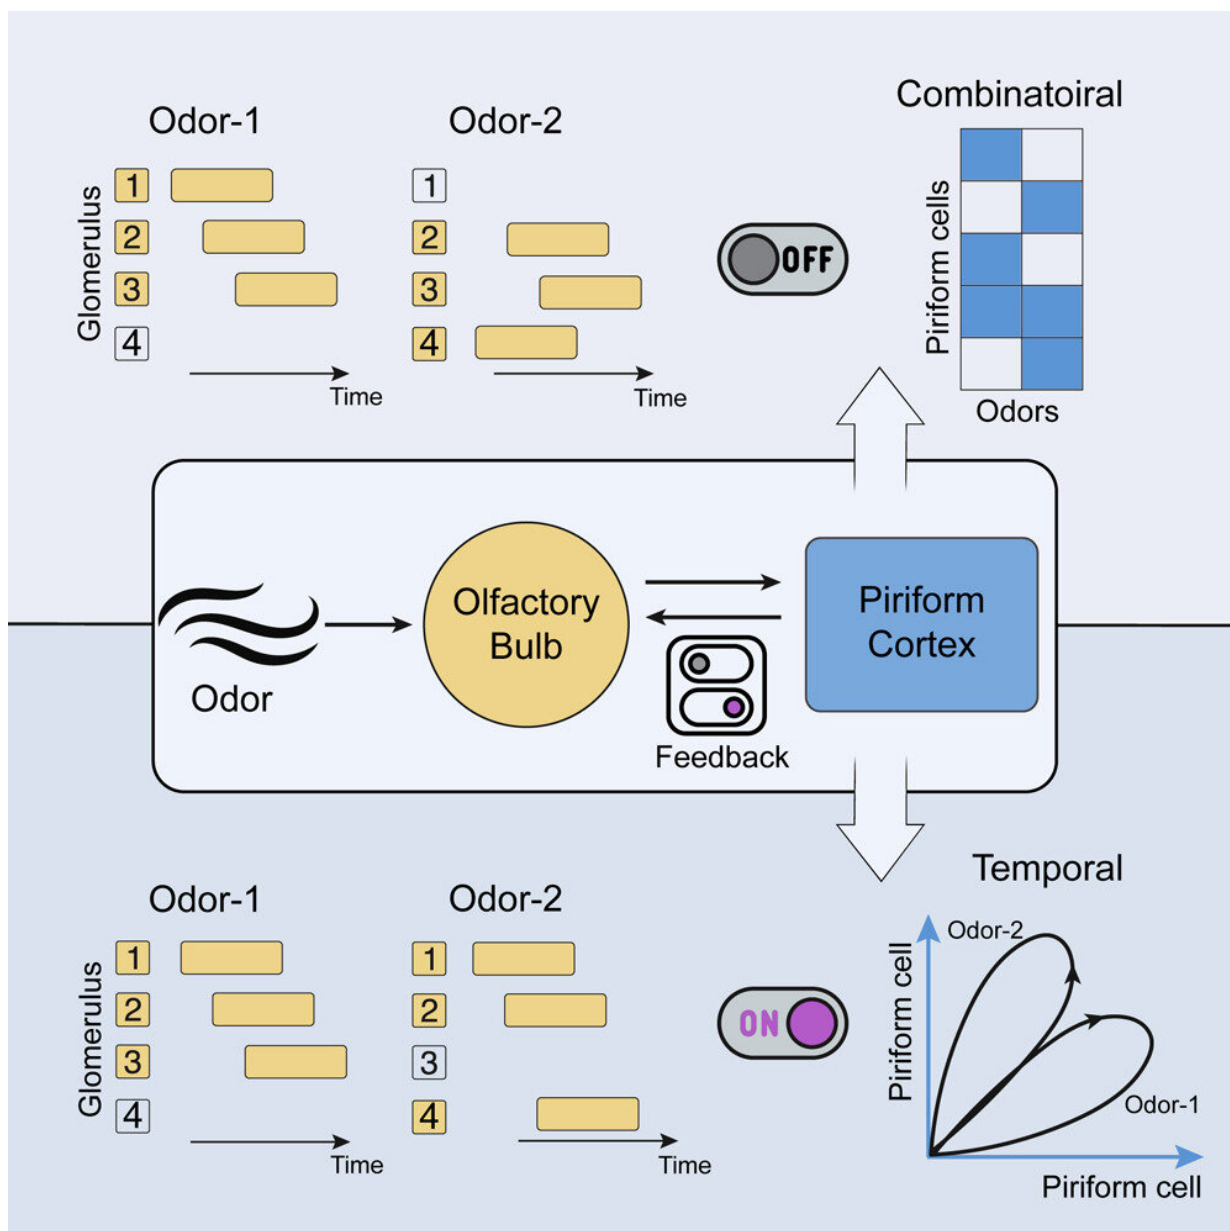 Combinatoiral
Odor-1
Odor-2
Glomerulus
1
2
3
4
Time
1
2
3
4
Time
OFF
Piriform cells
Odors
Odor
Olfactory
Bulb
Feedback
Piriform
Cortex
Temporal
Odor-1
Odor-2
Glomerulus
1
2
3
4
Time
1
2
3
4
Time
ON
Piriform cell
Odor-2
Odor-1
Piriform cell